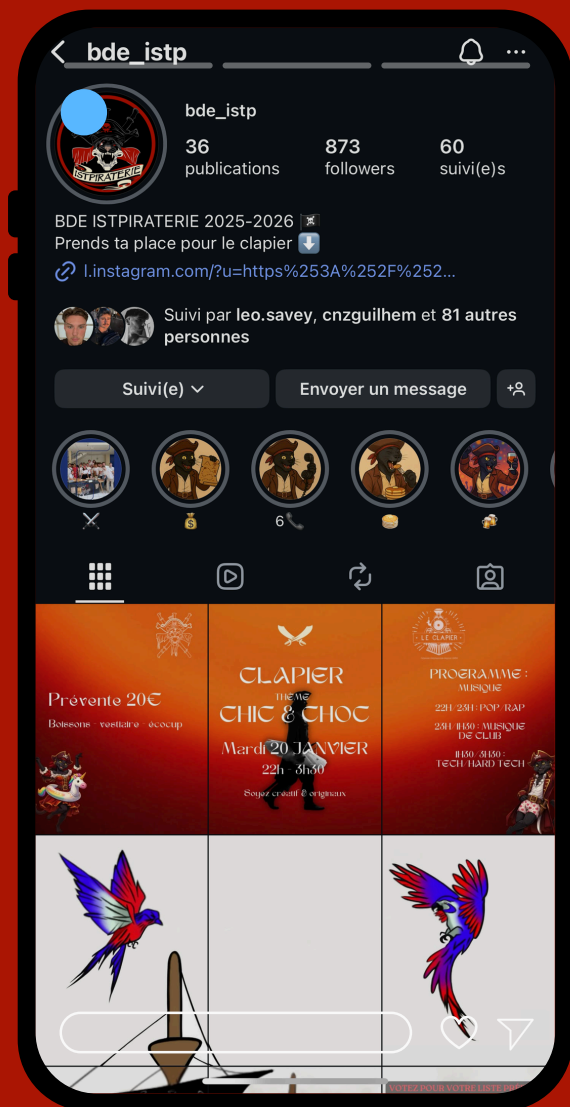 bde_istp
ISTPIRATERIE
bde_istp
36 873 60
publications followers suivi(e)s
BDE ISTPIRATERIE 2025-2026 🏴‍☠️
Prends ta place pour le clapier ⬇️
l.instagram.com/?u=https%253A%252F%252...
Suivi par leo.savey, cnzguilhem et 81 autres
personnes
Suivi(e)
Envoyer un message
⚔️ 💰 6📞 🥞 🍻
Prévente 20€
Boissons - vestiaire - écocup
CLAPIER
THEME
CHIC & CHOC
Mardi 20 JANVIER
22h - 3h30
Soyez créatif & originaux
LE CLAPIER
PROGRAMME :
MUSIQUE
22H/23H : POP/RAP
23H/1H30 : MUSIQUE
DE CLUB
1H30/3H30 :
TECH/HARD TECH
VOTEZ POUR VOTRE LISTE